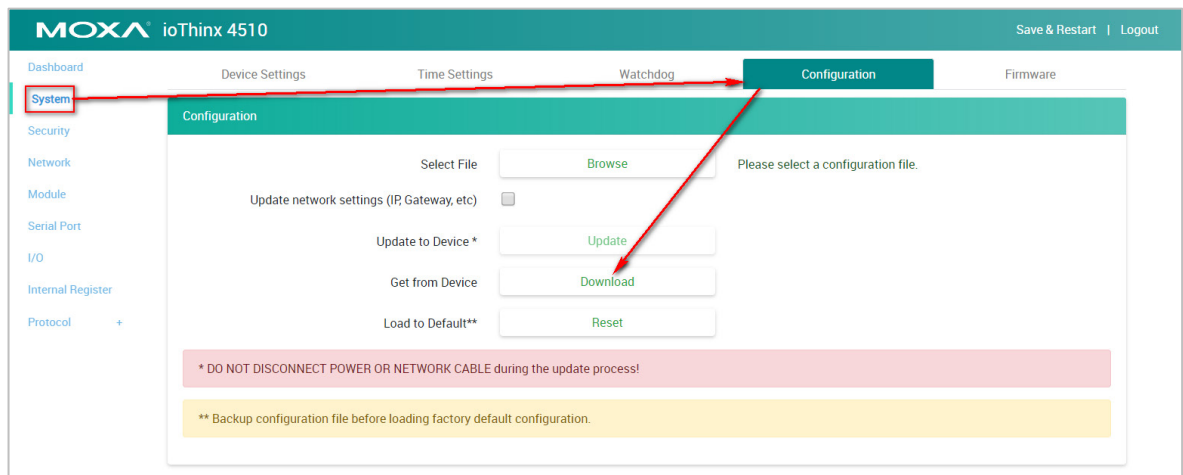 MOXA® ioThinx 4510 Save & Restart | Logout
Dashboard
Device Settings Time Settings Watchdog Configuration Firmware
System
Configuration
Security
Network
Select File Browse Please select a configuration file.
Module
Update network settings (IP, Gateway, etc)
Serial Port
Update to Device * Update
I/O
Get from Device Download
Internal Register
Protocol +
Load to Default** Reset
* DO NOT DISCONNECT POWER OR NETWORK CABLE during the update process!
** Backup configuration file before loading factory default configuration.